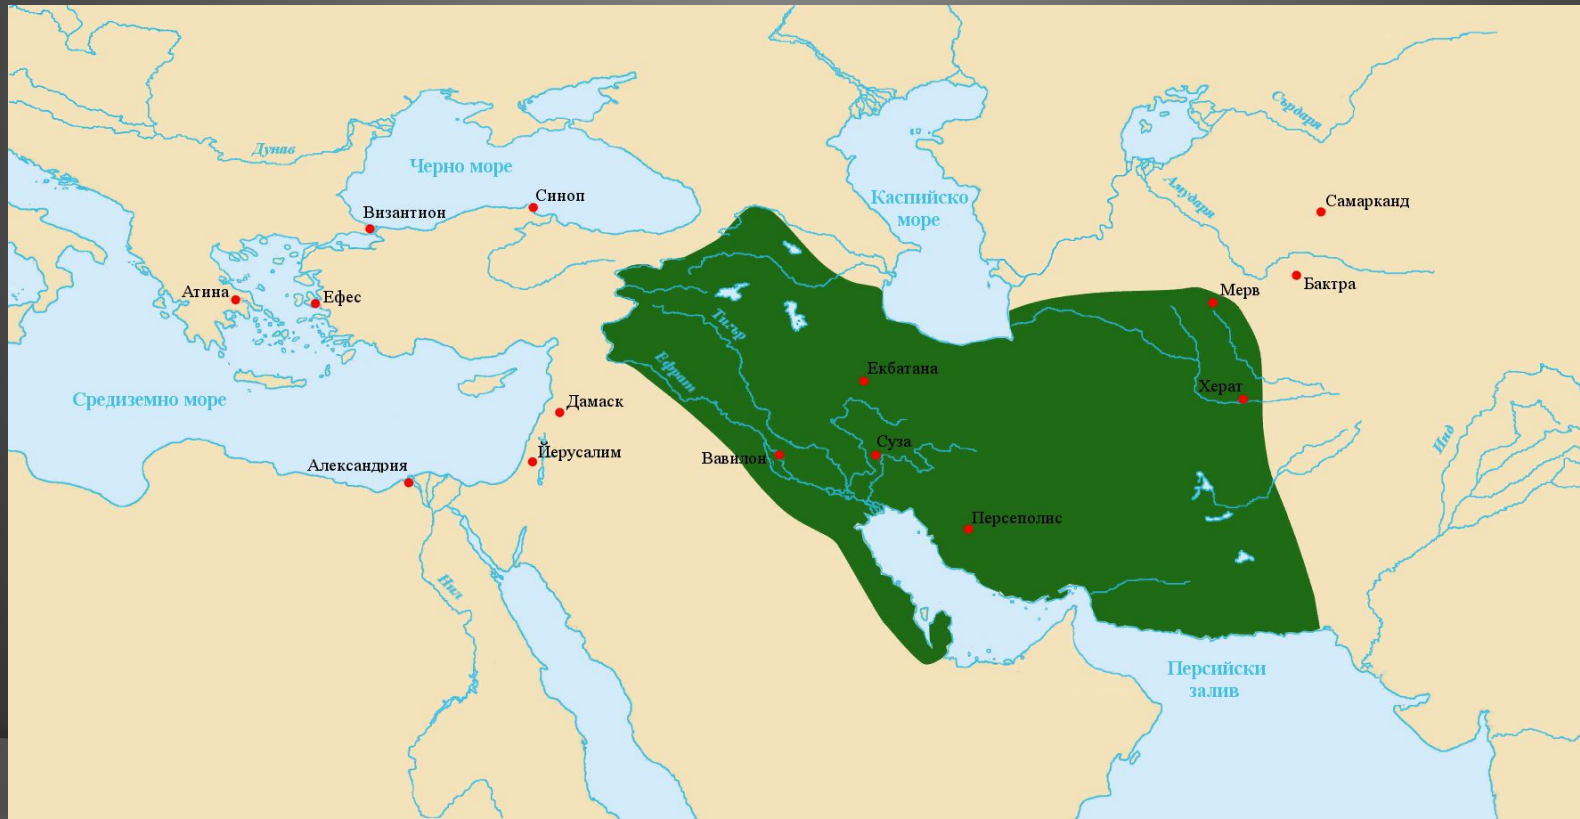 Сърдаря
Дунав
Черно море
Амударя
Синоп
Каспийско
море
Самарканд
Византион
Бактра
Мерв
Атина
Ефес
Тигър
Ефрат
Екбатана
Херат
Средиземно море
Дамаск
Инд
Суза
Йерусалим
Вавилон
Александрия
Персеполис
Нил
Персийски
залив